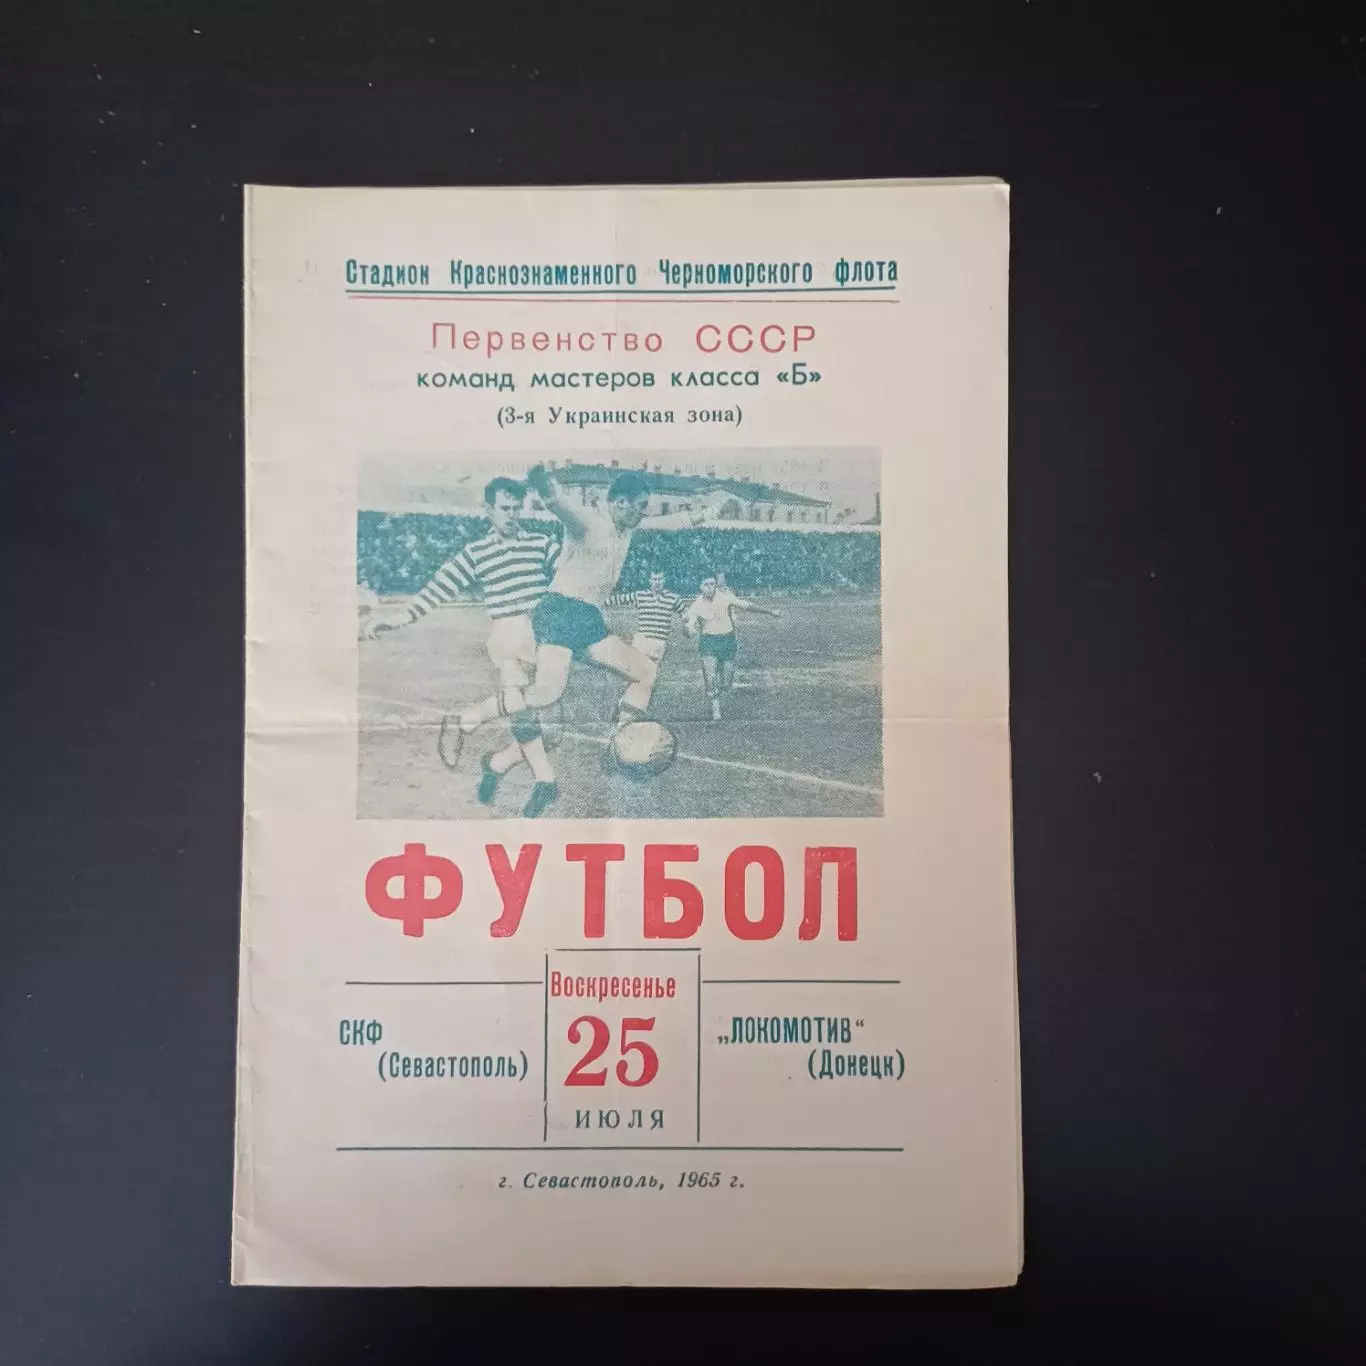 Стадион Краснознаменного Черноморского флота
Первенство СССР
команд мастеров класса «Б»
(3-я Украинская зона)
ФУТБОЛ
Воскресенье
25
ИЮЛЯ
СКФ
(Севастополь)
„ЛОКОМОТИВ“
(Донецк)
г. Севастополь, 1965 г.